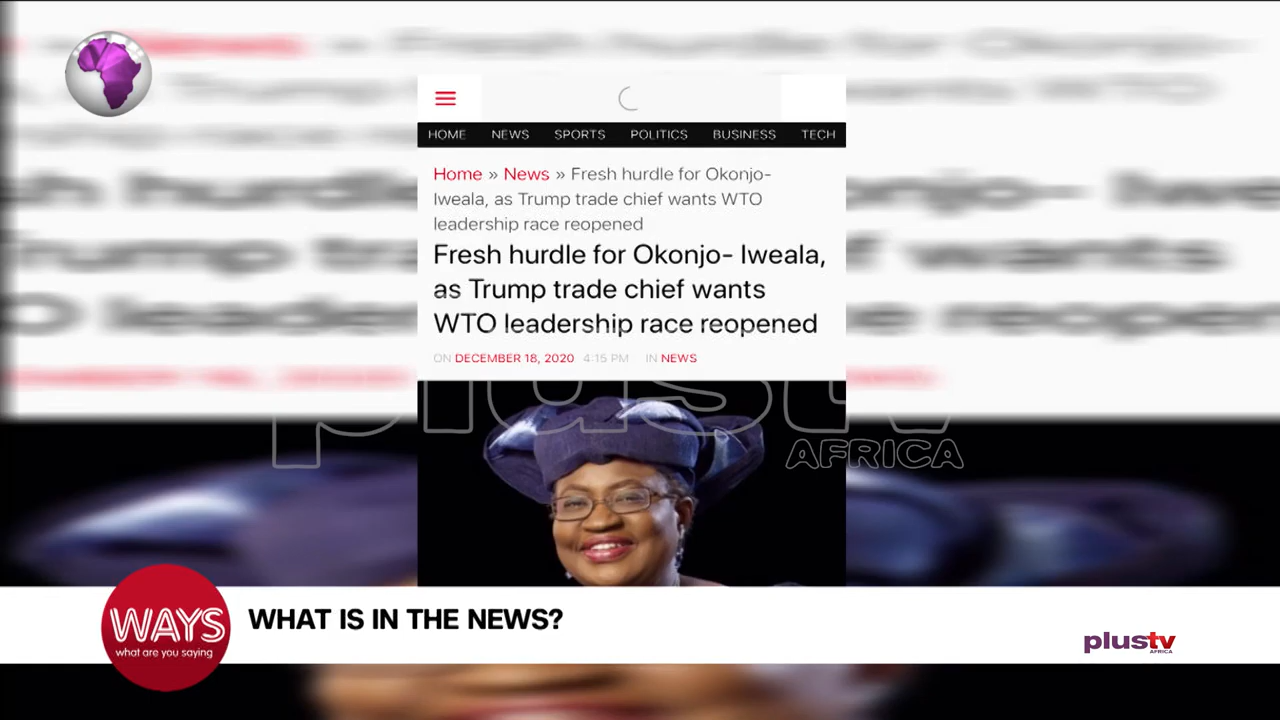 HOME NEWS SPORTS POLITICS BUSINESS TECH
Home » News » Fresh hurdle for Okonjo-
Iweala, as Trump trade chief wants WTO
leadership race reopened
Fresh hurdle for Okonjo- Iweala,
as Trump trade chief wants
WTO leadership race reopened
ON DECEMBER 18, 2020 4:15 PM IN NEWS
plustv
AFRICA
WAYS
what are you saying
WHAT IS IN THE NEWS?
plustv
AFRICA